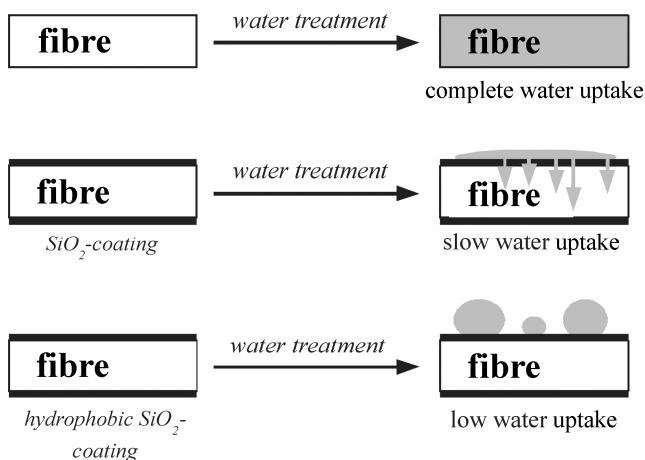 fibre
water treatment
fibre
complete water uptake
fibre
SiO₂-coating
water treatment
fibre
slow water uptake
fibre
hydrophobic SiO₂-
coating
water treatment
fibre
low water uptake